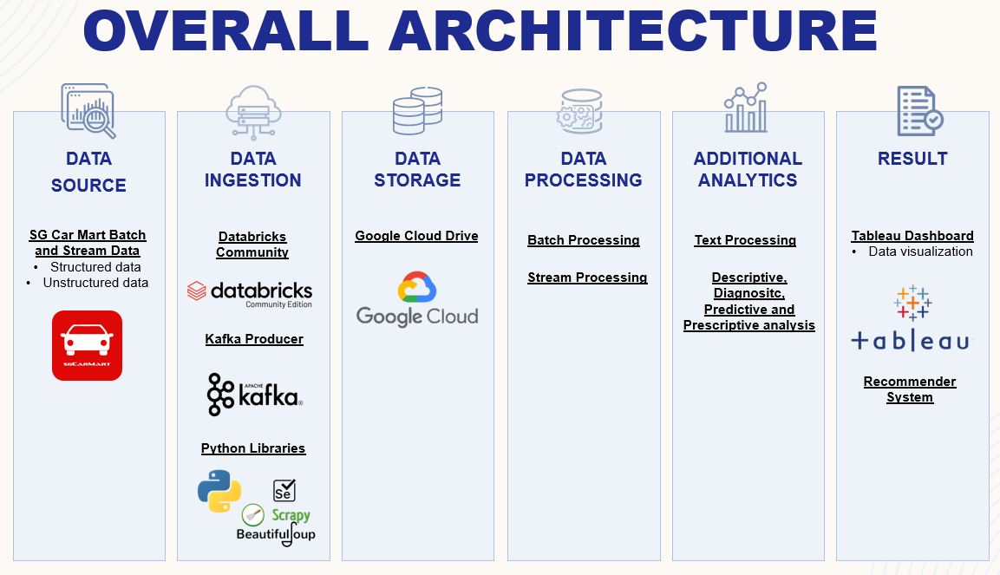 OVERALL ARCHITECTURE
DATA
SOURCE
SG Car Mart Batch
and Stream Data
• Structured data
• Unstructured data
sgCarMart
DATA
INGESTION
Databricks
Community
databricks
Community Edition
Kafka Producer
APACHE
kafka®
Python Libraries
Se
Scrapy
BeautifulSoup
DATA
STORAGE
Google Cloud Drive
Google Cloud
DATA
PROCESSING
Batch Processing
Stream Processing
ADDITIONAL
ANALYTICS
Text Processing
Descriptive,
Diagnositc,
Predictive and
Prescriptive analysis
RESULT
Tableau Dashboard
• Data visualization
+ableau
Recommender
System